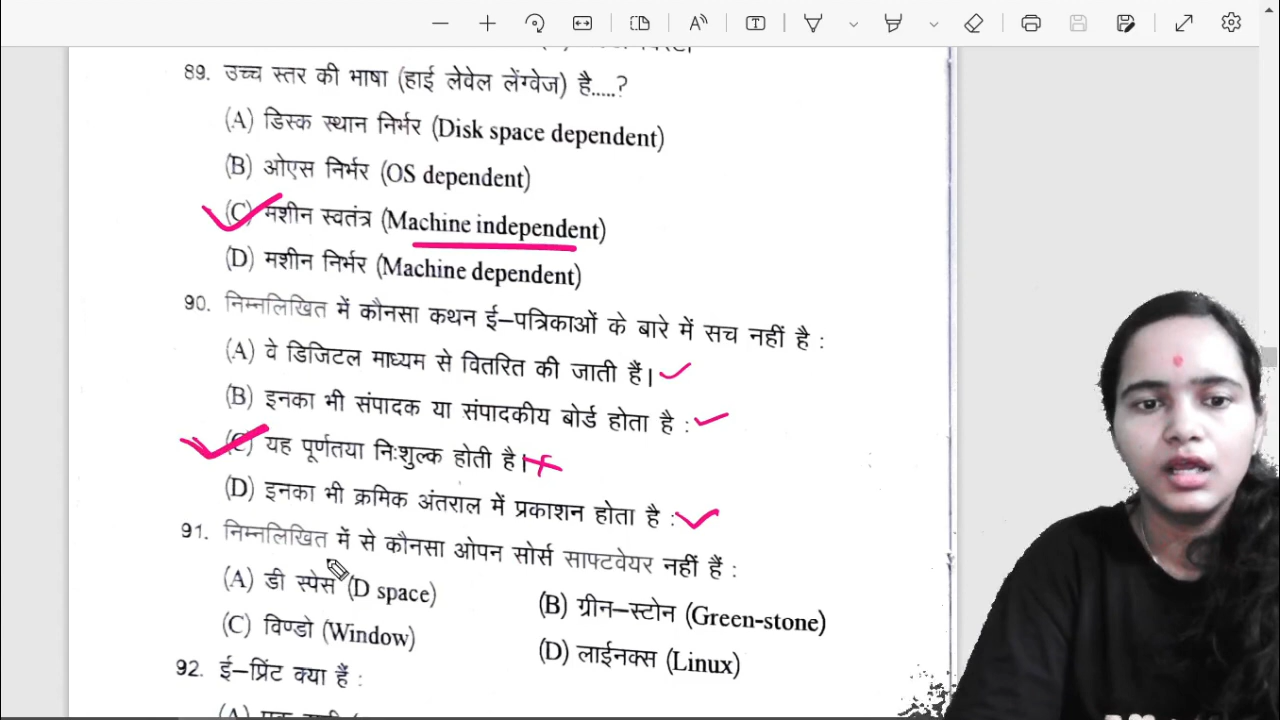 89. उच्च स्तर की भाषा (हाई लेवेल लेंग्वेज) है.....?
(A) डिस्क स्थान निर्भर (Disk space dependent)
(B) ओएस निर्भर (OS dependent)
(C) मशीन स्वतंत्र (Machine independent)
(D) मशीन निर्भर (Machine dependent)
90. निम्नलिखित में कौनसा कथन ई–पत्रिकाओं के बारे में सच नहीं है :
(A) वे डिजिटल माध्यम से वितरित की जाती हैं।
(B) इनका भी संपादक या संपादकीय बोर्ड होता है :
(C) यह पूर्णतया निःशुल्क होती है।
(D) इनका भी क्रमिक अंतराल में प्रकाशन होता है :
91. निम्नलिखित में से कौनसा ओपन सोर्स साफ्टवेयर नहीं हैं :
(A) डी स्पेस (D space)
(B) ग्रीन–स्टोन (Green-stone)
(C) विण्डो (Window)
(D) लाईनक्स (Linux)
92. ई–प्रिंट क्या हैं :
(A)